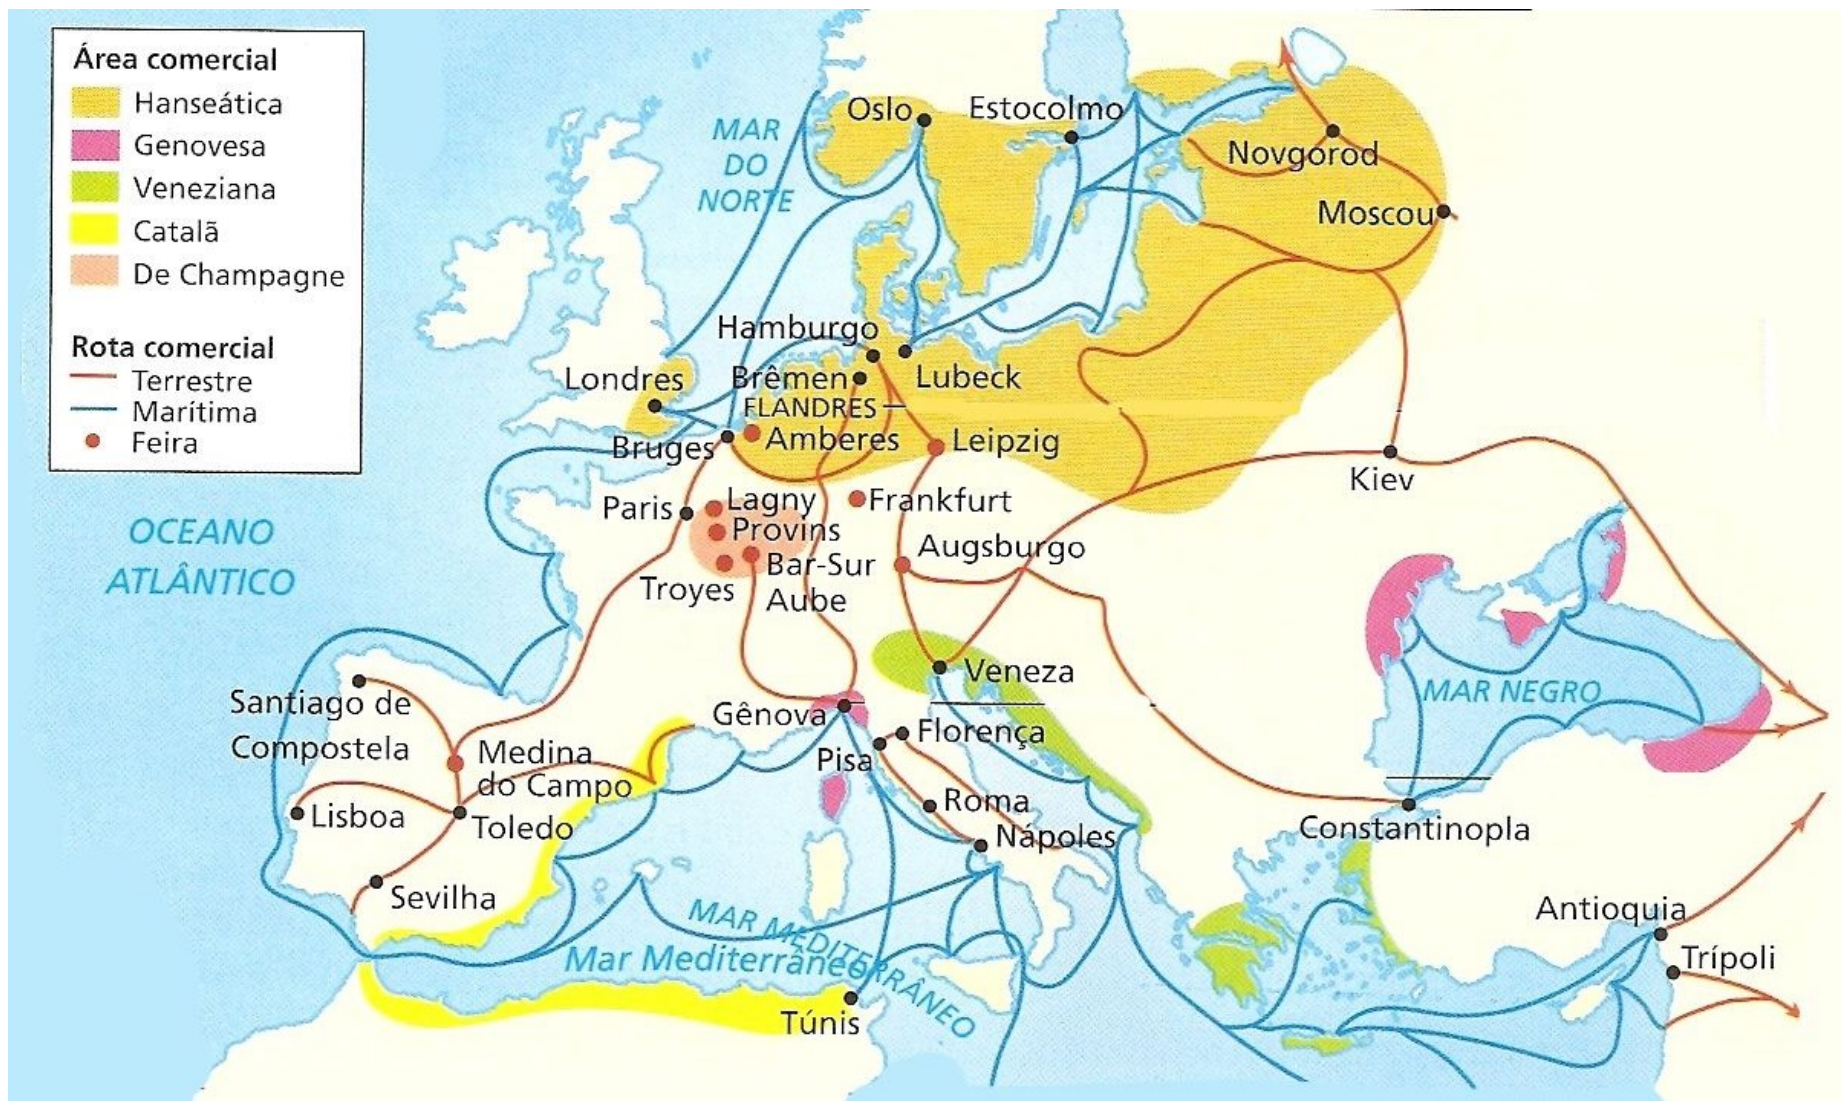 Área comercial
Hanseática
Genovesa
Veneziana
Catalã
De Champagne
Rota comercial
Terrestre
Marítima
Feira
MAR
DO
NORTE
Oslo
Estocolmo
Novgorod
Moscou
Hamburgo
Londres
Brêmen
Lubeck
FLANDRES
Bruges
Amberes
Leipzig
Kiev
Paris
Lagny
Frankfurt
Provins
OCEANO
ATLÂNTICO
Augsburgo
Bar-Sur
Aube
Troyes
Veneza
MAR NEGRO
Santiago de
Compostela
Gênova
Florença
Pisa
Medina
do Campo
Roma
Lisboa
Toledo
Nápoles
Constantinopla
Sevilha
Antioquia
MAR MEDITERRÂNEO
Mar Mediterrâneo
Trípoli
Túnis